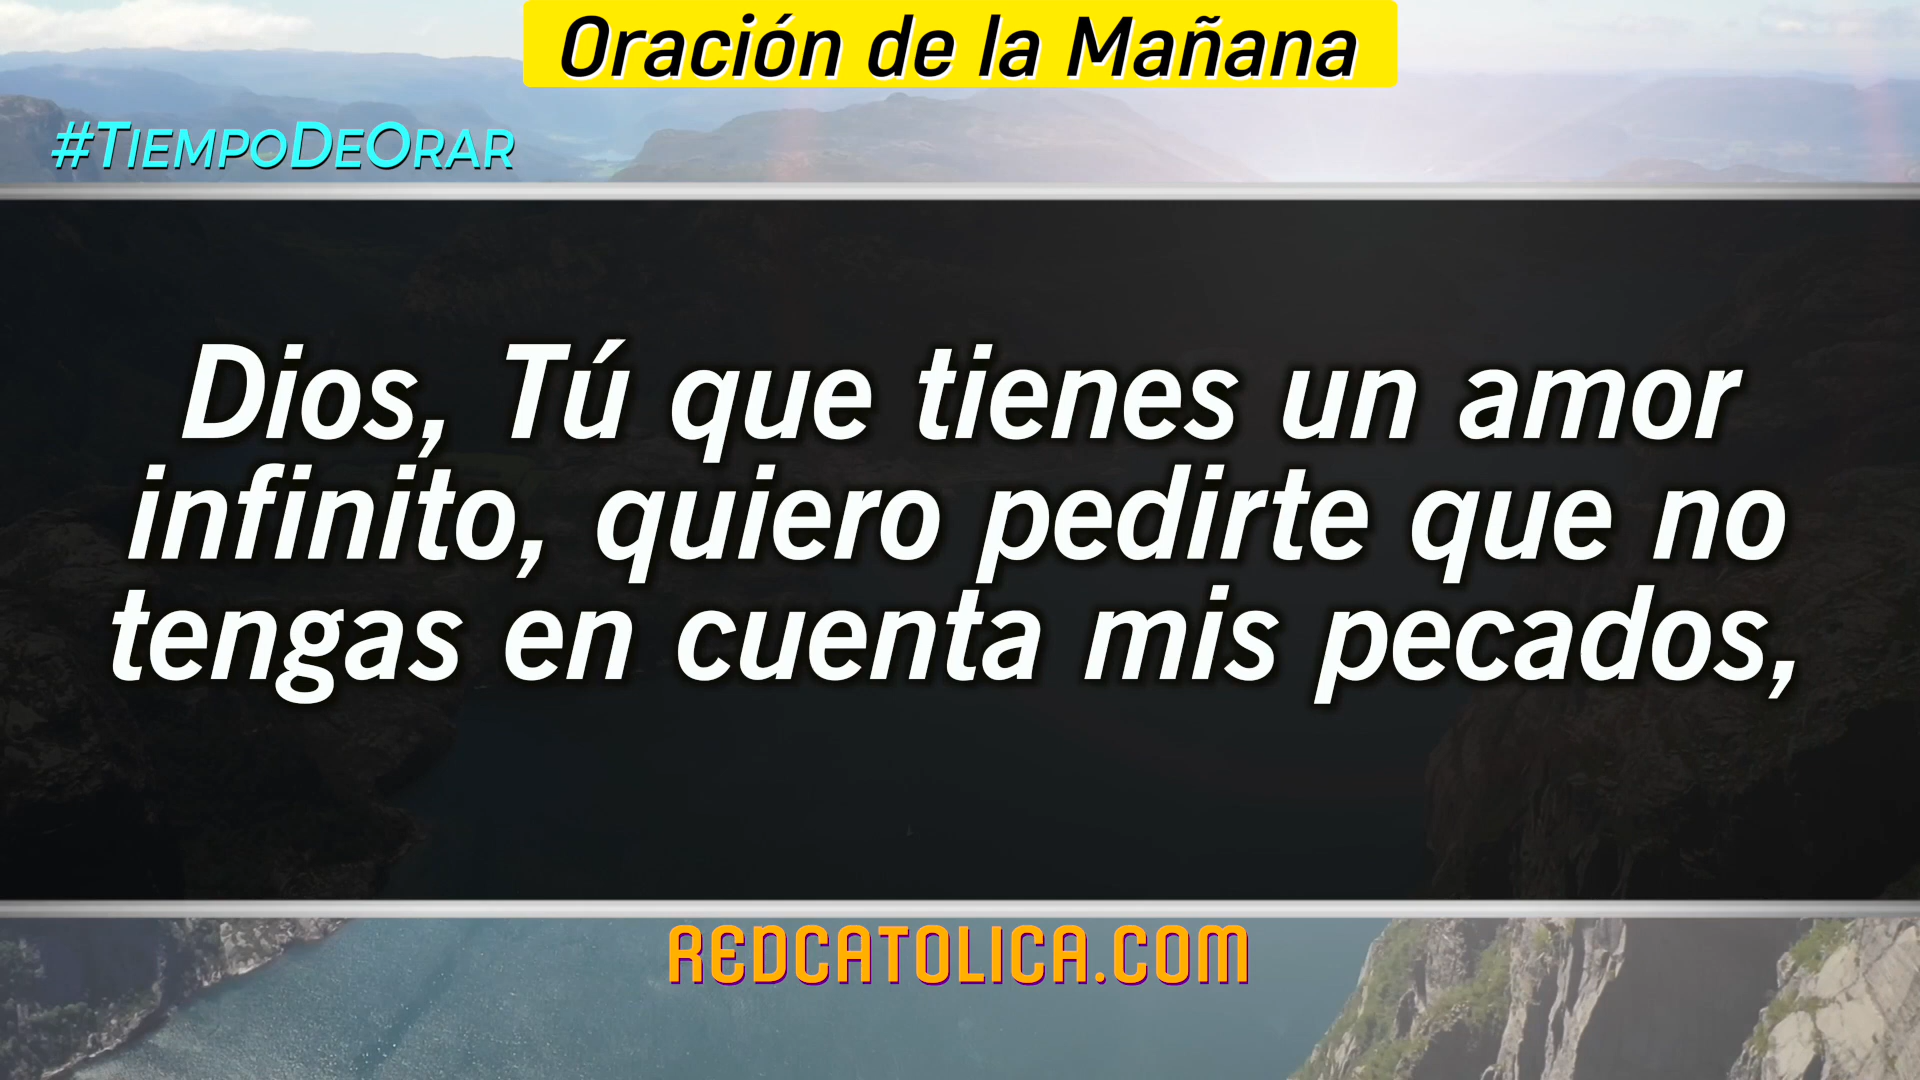 Oración de la Mañana
#TiempoDeOrar
Dios, Tú que tienes un amor
infinito, quiero pedirte que no
tengas en cuenta mis pecados,
REDCATOLICA.COM